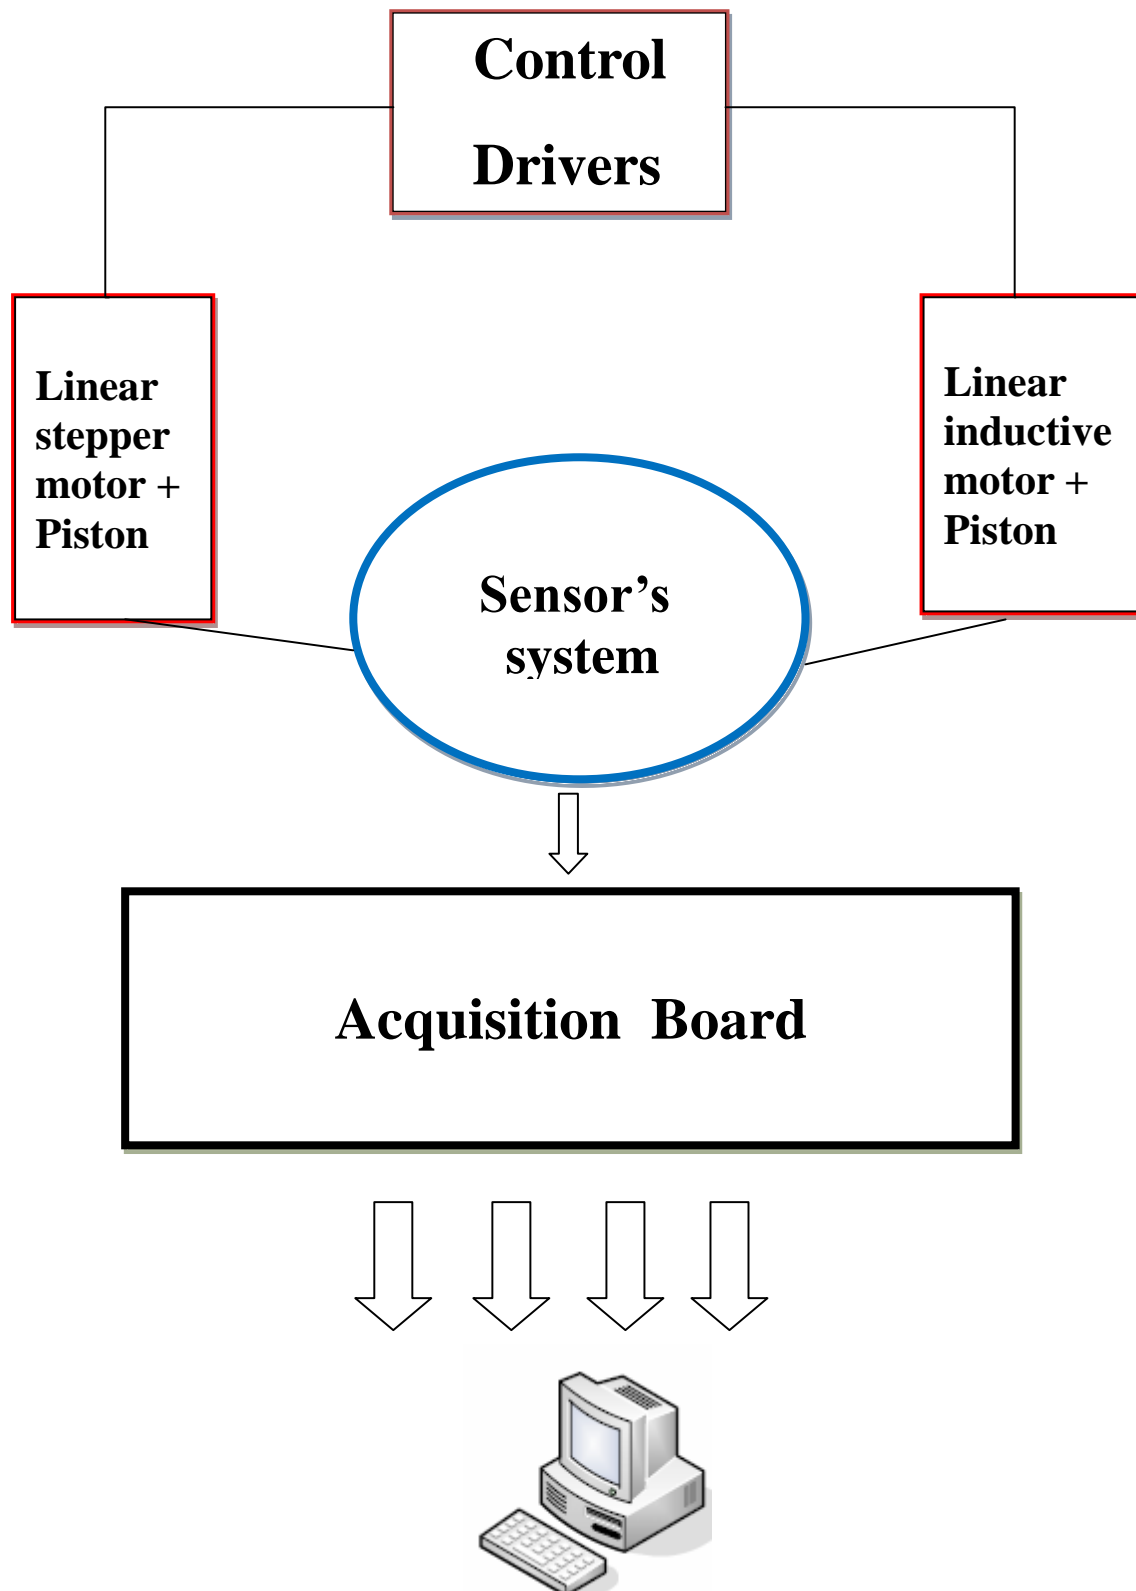 Control
Drivers
Linear
stepper
motor +
Piston
Linear
inductive
motor +
Piston
Sensor’s
system
Acquisition Board